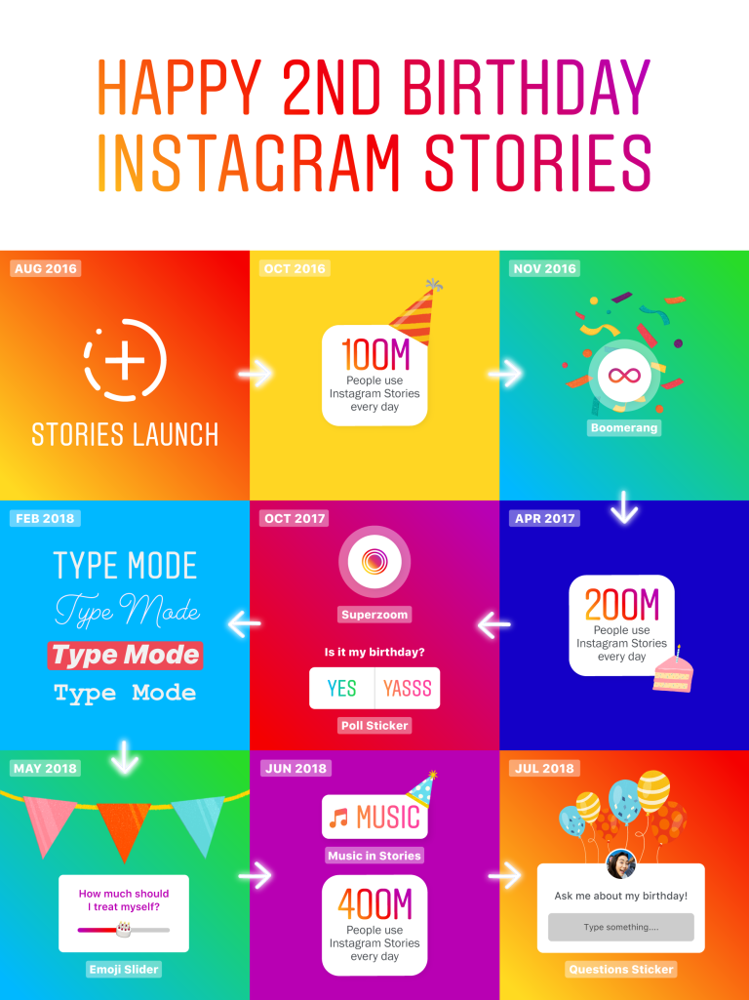 HAPPY 2ND BIRTHDAY
INSTAGRAM STORIES
AUG 2016
STORIES LAUNCH
OCT 2016
100M
People use
Instagram Stories
every day
NOV 2016
Boomerang
APR 2017
200M
People use
Instagram Stories
every day
OCT 2017
Superzoom
Is it my birthday?
YES YASSS
Poll Sticker
FEB 2018
TYPE MODE
Type Mode
Type Mode
Type Mode
MAY 2018
How much should
I treat myself?
Emoji Slider
JUN 2018
MUSIC
Music in Stories
400M
People use
Instagram Stories
every day
JUL 2018
Ask me about my birthday!
Type something....
Questions Sticker